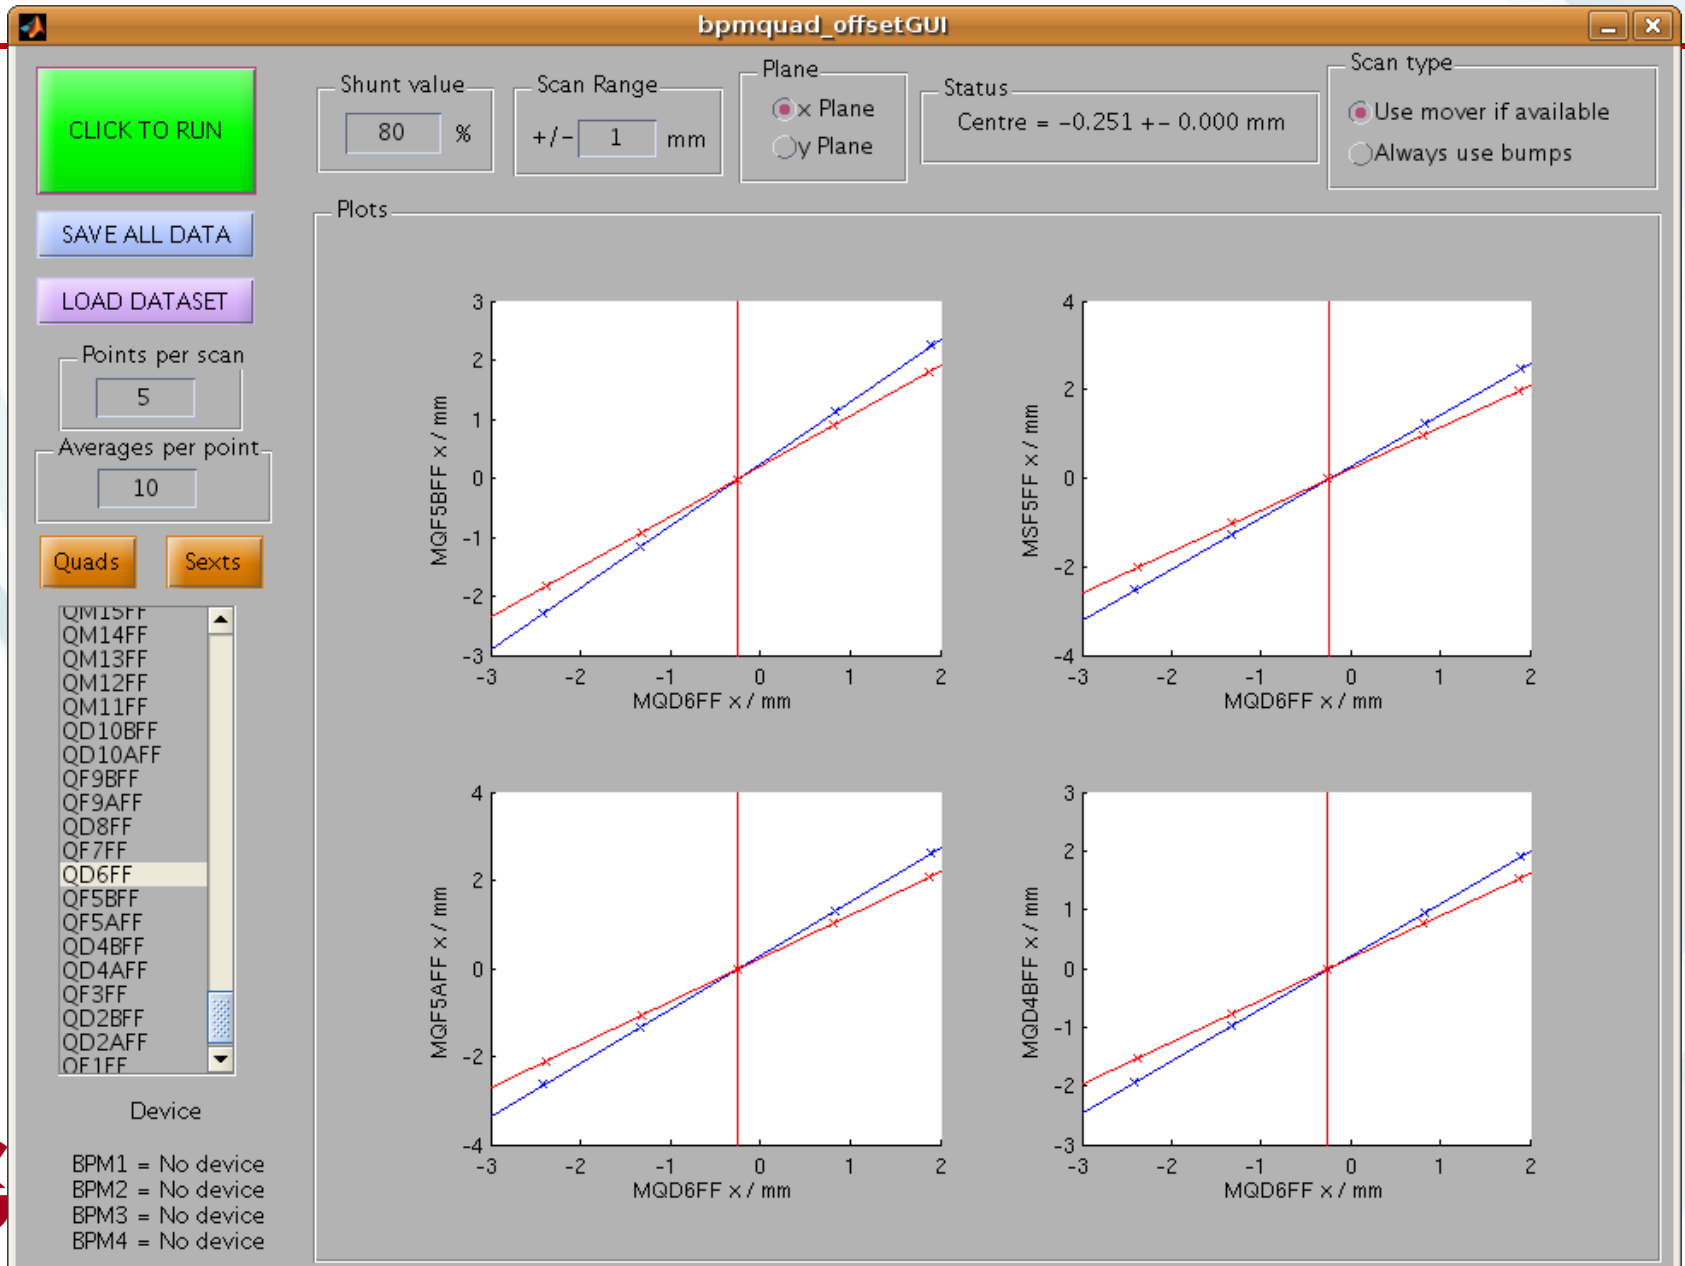 bpmquad_offsetGUI
CLICK TO RUN
Shunt value
80 %
Scan Range
+/- 1 mm
Plane
x Plane
y Plane
Status
Centre = -0.251 +- 0.000 mm
Scan type
Use mover if available
Always use bumps
SAVE ALL DATA
LOAD DATASET
Points per scan
5
Averages per point
10
Quads Sexts
QM15FF
QM14FF
QM13FF
QM12FF
QM11FF
QD10BFF
QD10AFF
QF9BFF
QF9AFF
QD8FF
QF7FF
QD6FF
QF5BFF
QF5AFF
QD4BFF
QD4AFF
QF3FF
QD2BFF
QD2AFF
QF1FF
Device
BPM1 = No device
BPM2 = No device
BPM3 = No device
BPM4 = No device
Plots
3
2
1
0
-1
-2
-3
MQF5BFF x / mm
-3 -2 -1 0 1 2
MQD6FF x / mm
4
2
0
-2
-4
MSF5FF x / mm
-3 -2 -1 0 1 2
MQD6FF x / mm
4
2
0
-2
-4
MQF5AFF x / mm
-3 -2 -1 0 1 2
MQD6FF x / mm
3
2
1
0
-1
-2
-3
MQD4BFF x / mm
-3 -2 -1 0 1 2
MQD6FF x / mm